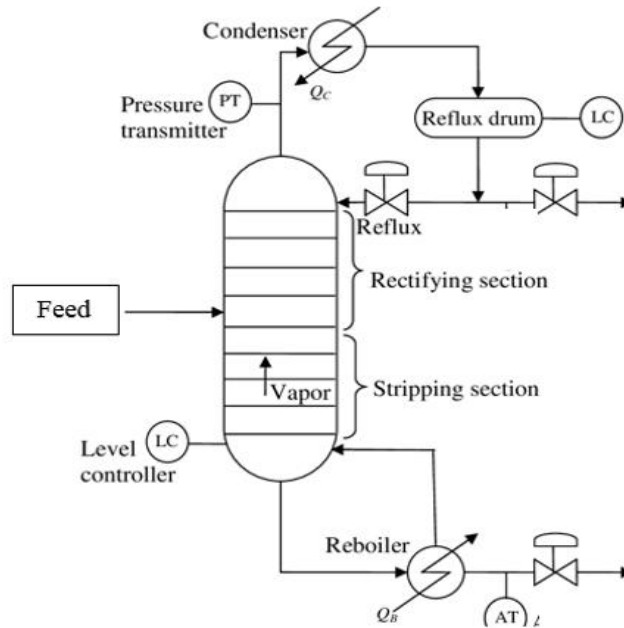 Condenser
Q_C
PT
Pressure
transmitter
Reflux drum
LC
Reflux
Rectifying section
Feed
Vapor
Stripping section
LC
Level
controller
Reboiler
Q_B
AT